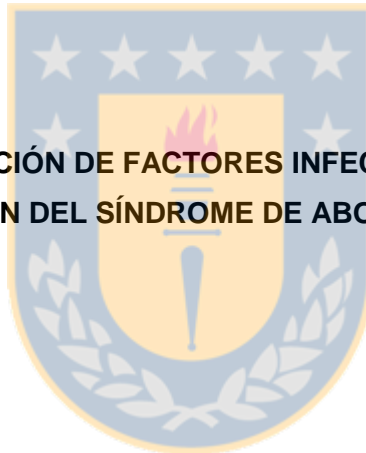 CIÓN DE FACTORES INFEC
N DEL SÍNDROME DE ABO